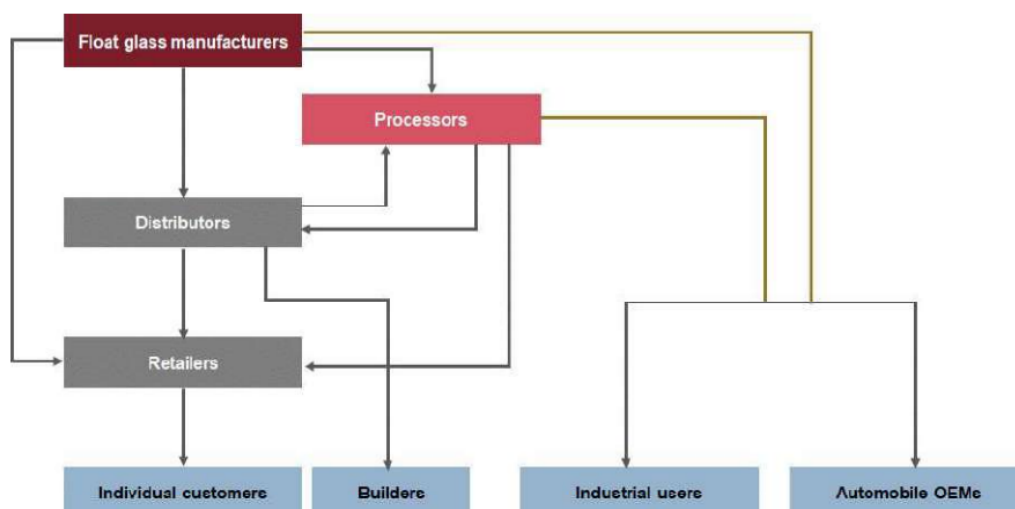 Float glass manufacturers
Processors
Distributors
Retailers
Individual customers
Builders
Industrial users
Automobile OEMs